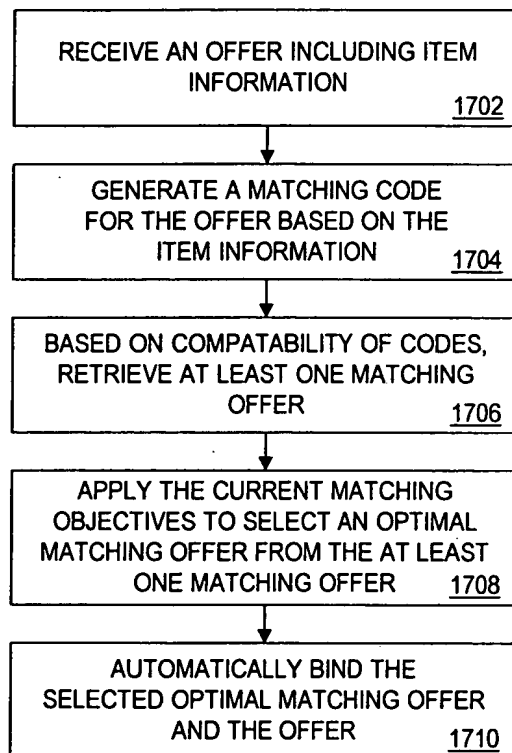 RECEIVE AN OFFER INCLUDING ITEM
INFORMATION
1702
GENERATE A MATCHING CODE
FOR THE OFFER BASED ON THE
ITEM INFORMATION
1704
BASED ON COMPATABILITY OF CODES,
RETRIEVE AT LEAST ONE MATCHING
OFFER
1706
APPLY THE CURRENT MATCHING
OBJECTIVES TO SELECT AN OPTIMAL
MATCHING OFFER FROM THE AT LEAST
ONE MATCHING OFFER
1708
AUTOMATICALLY BIND THE
SELECTED OPTIMAL MATCHING OFFER
AND THE OFFER
1710